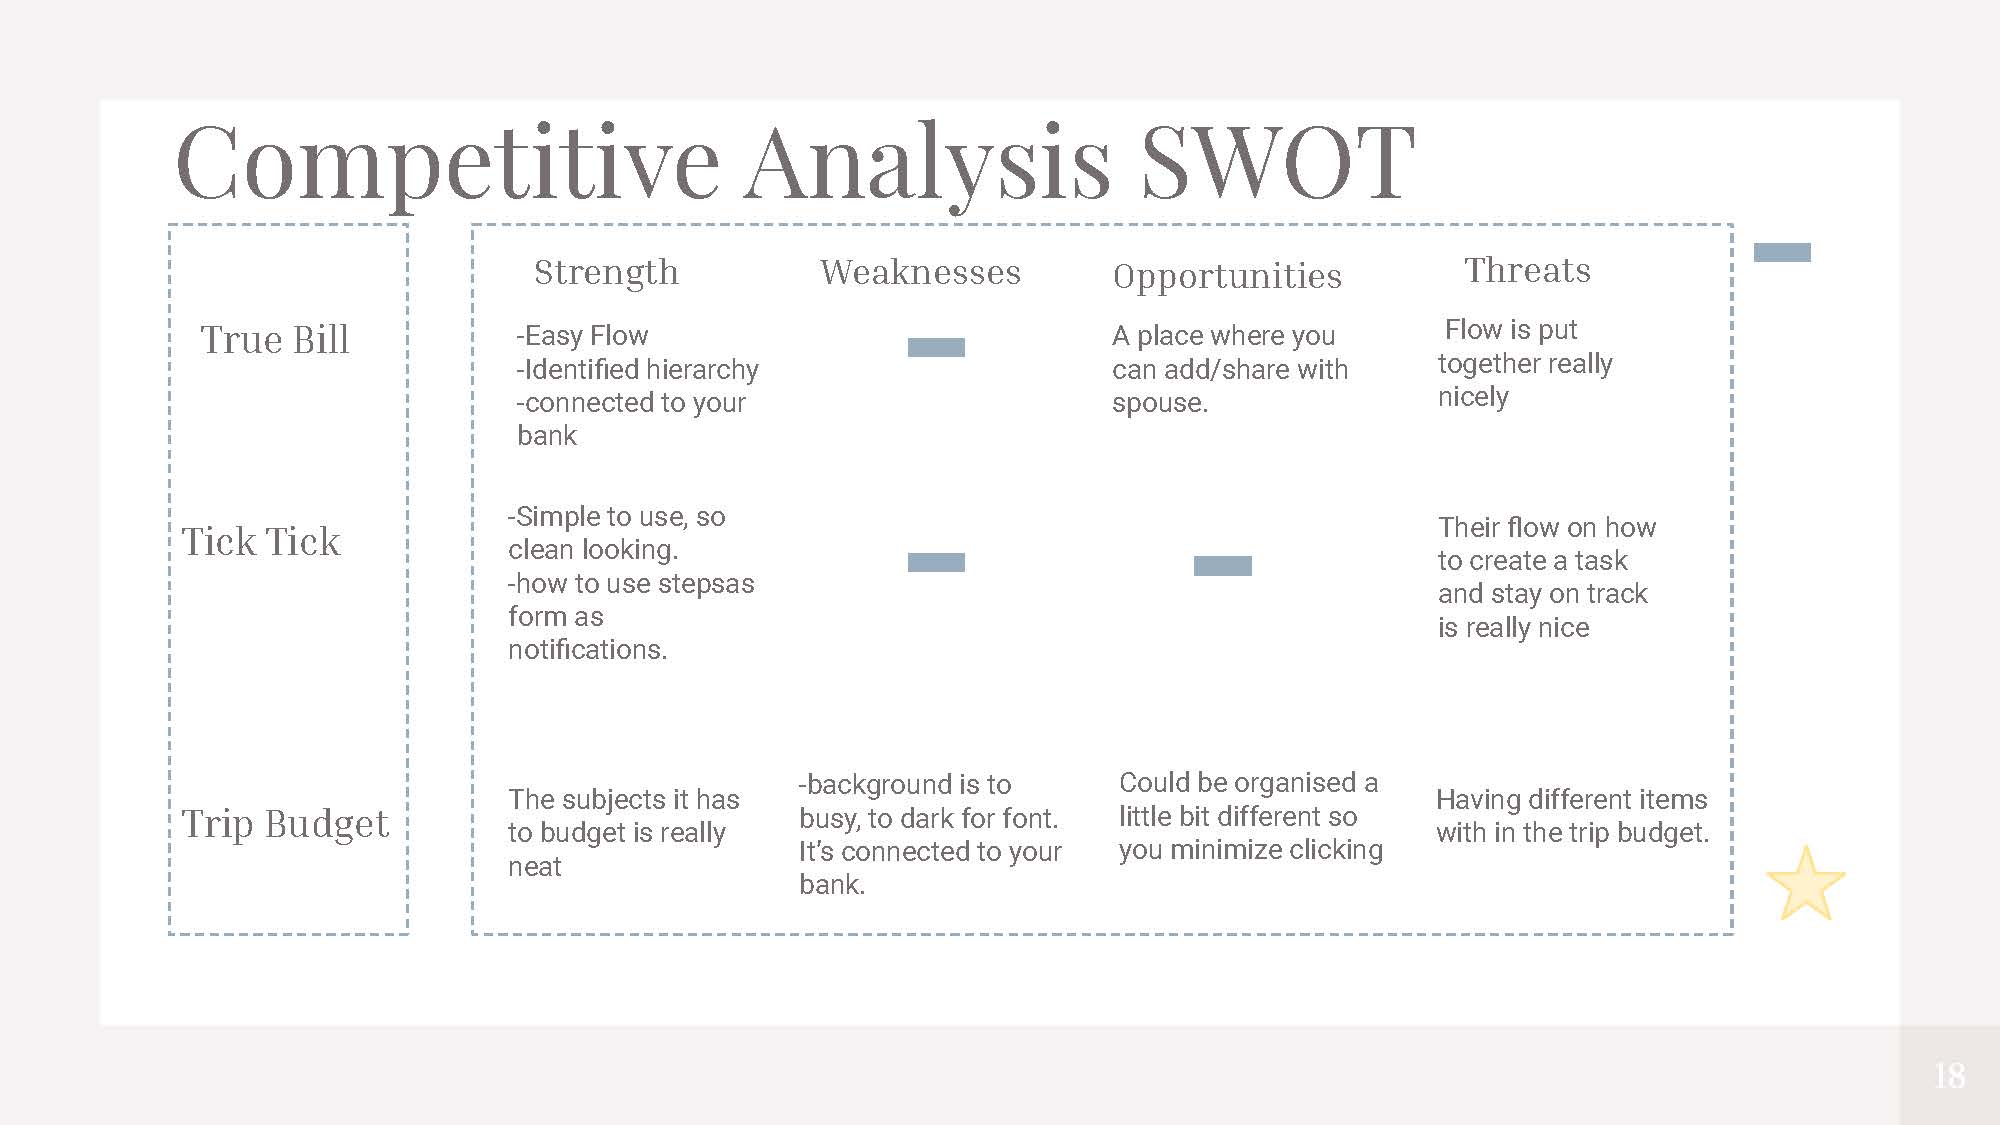 Competitive Analysis SWOT
Strength
Weaknesses
Opportunities
Threats
True Bill
-Easy Flow
-Identified hierarchy
-connected to your
bank
A place where you
can add/share with
spouse.
Flow is put
together really
nicely
Tick Tick
-Simple to use, so
clean looking.
-how to use stepsas
form as
notifications.
Their flow on how
to create a task
and stay on track
is really nice
Trip Budget
The subjects it has
to budget is really
neat
-background is to
busy, to dark for font.
It’s connected to your
bank.
Could be organised a
little bit different so
you minimize clicking
Having different items
with in the trip budget.
18